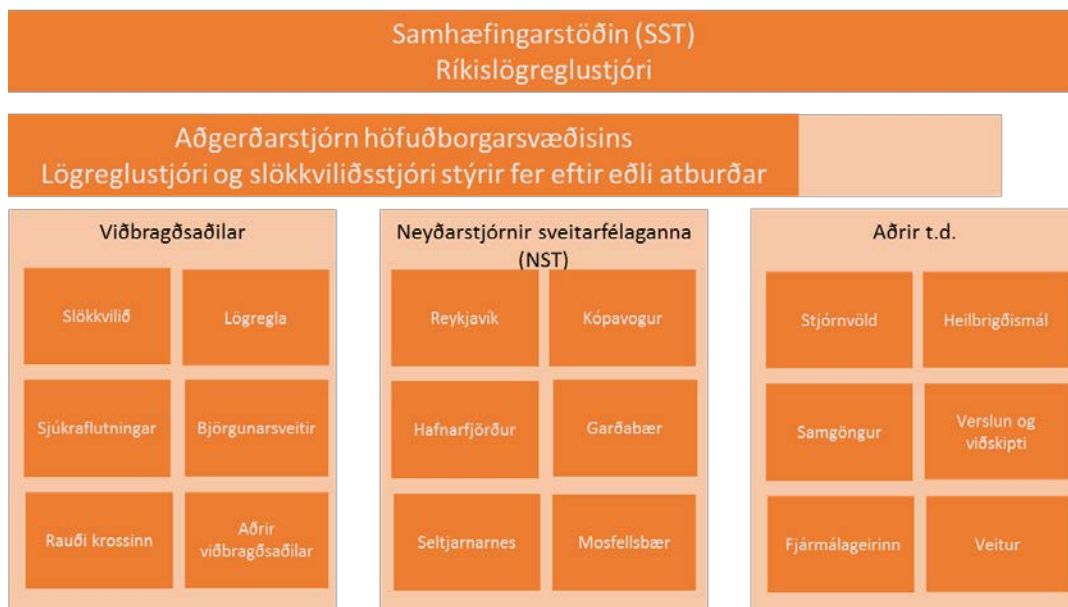 Samhæfingarstöðin (SST)
Ríkislögreglustjóri
Aðgerðarstjórn höfuðborgarsvæðisins
Lögreglustjóri og slökkviliðsstjóri stýrir fer eftir eðli atburðar
Viðbragðsaðilar
Slökkvilið
Lögregla
Sjúkraflutningar
Björgunarsveitir
Rauði krossinn
Aðrir
viðbragðsaðilar
Neyðarstjórnir sveitarfélaganna
(NST)
Reykjavík
Kópavogur
Hafnarfjörður
Garðabær
Seltjarnarnes
Mosfellsbær
Aðrir t.d.
Stjórnvöld
Heilbrigðismál
Samgöngur
Verslun og
viðskipti
Fjármálageirinn
Veitur